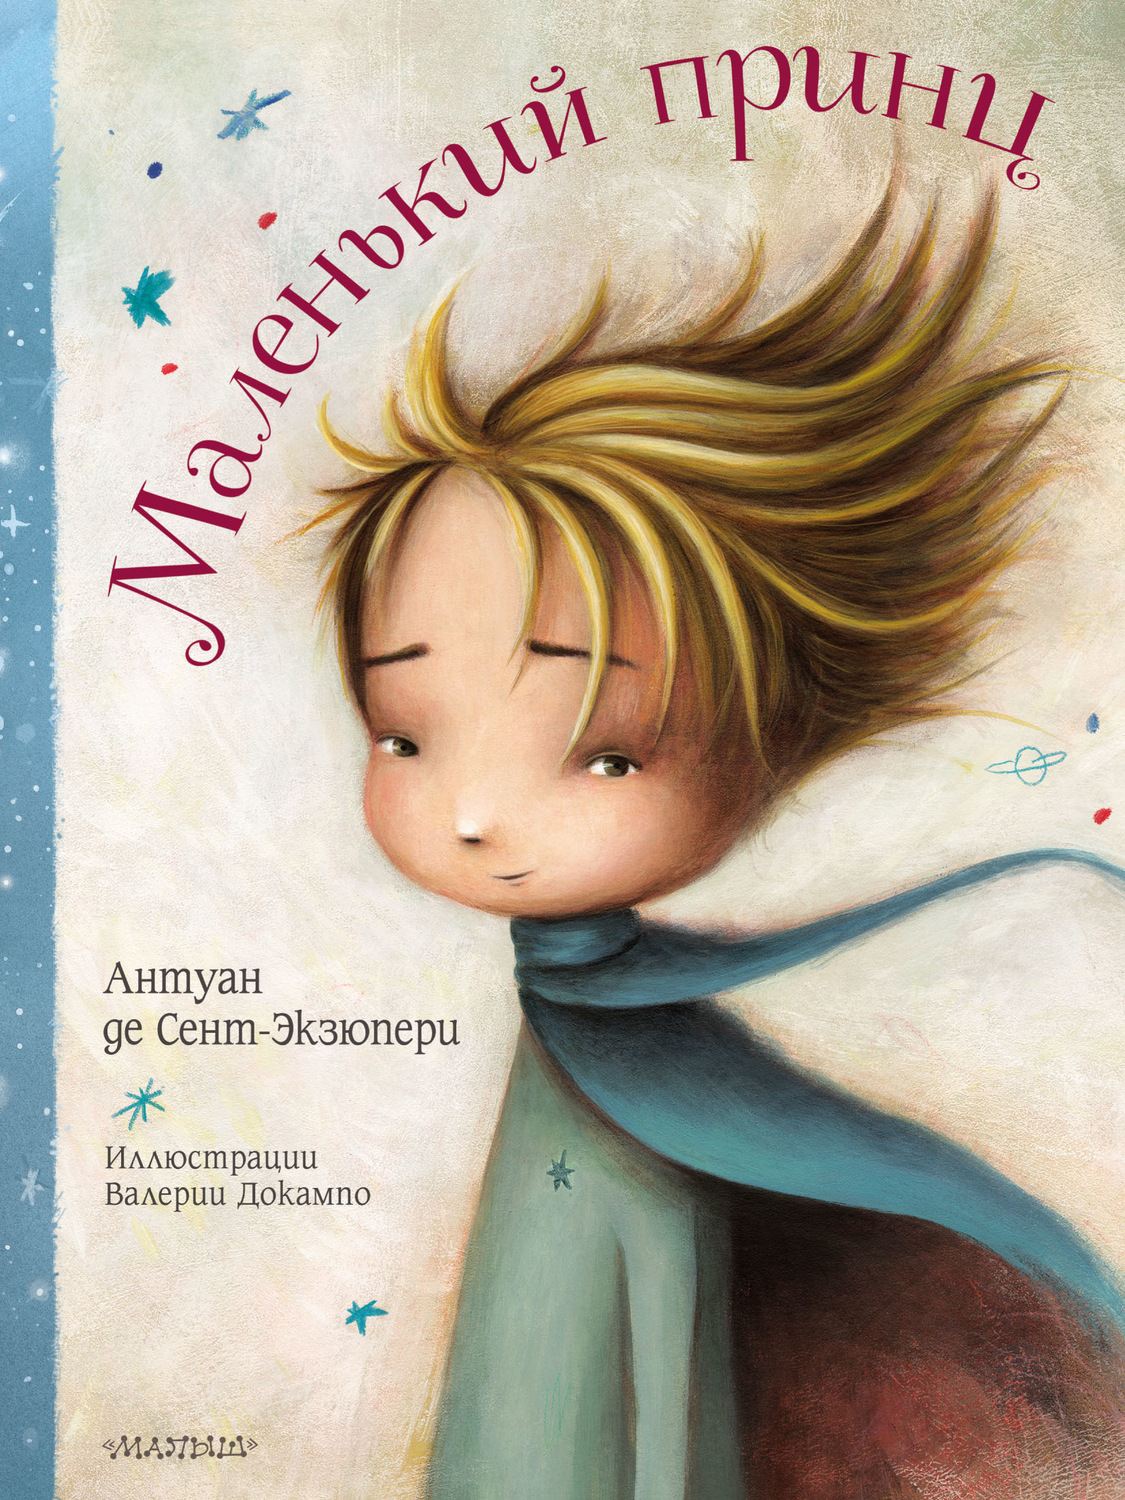 Маленький принц
Антуан
де Сент-Экзюпери
Иллюстрации
Валерии Докампо
«МАЛЫШ»